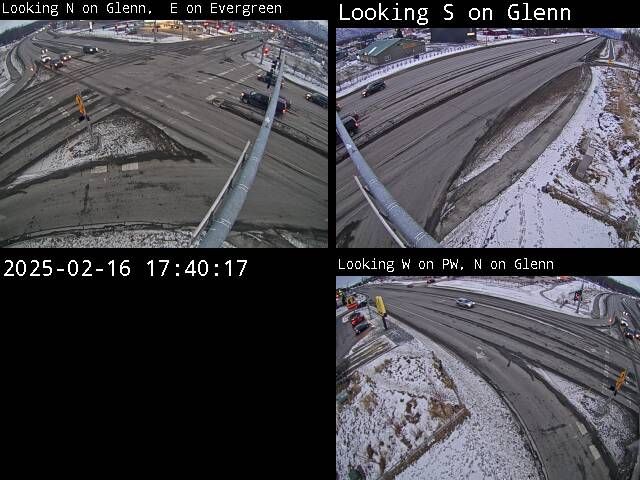 Looking N on Glenn,  E on Evergreen
Looking S on Glenn
2025-02-16 17:40:17
Looking W on PW, N on Glenn